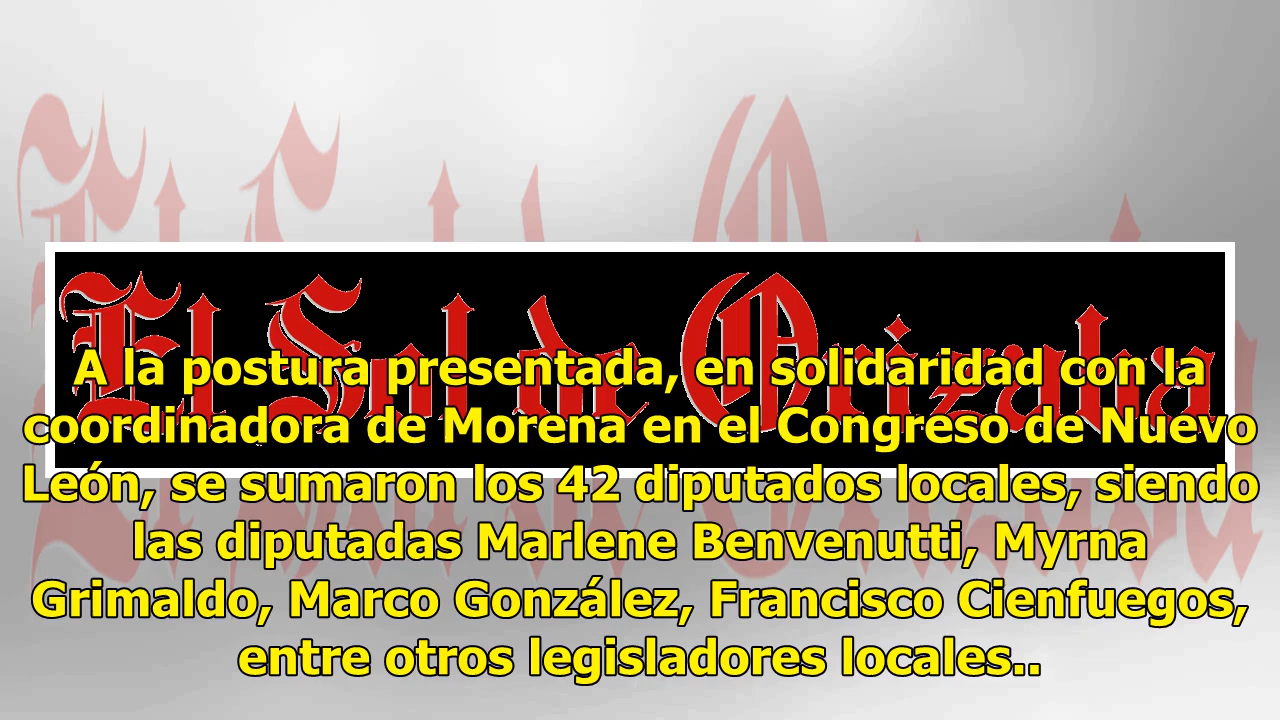 El Sol de Orizaba
A la postura presentada, en solidaridad con la
coordinadora de Morena en el Congreso de Nuevo
León, se sumaron los 42 diputados locales, siendo
las diputadas Marlene Benvenutti, Myrna
Grimaldo, Marco González, Francisco Cienfuegos,
entre otros legisladores locales..